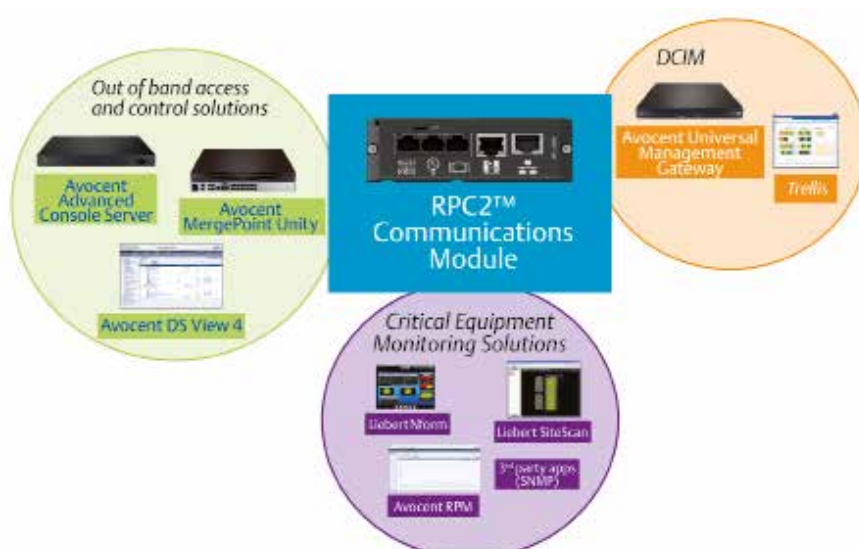 Out of band access
and control solutions
Avocent
Advanced
Console Server
Avocent
MergePoint Unity
Avocent DS View 4
RPC2™
Communications
Module
DCIM
Avocent Universal
Management
Gateway
Trellis
Critical Equipment
Monitoring Solutions
Liebert Nform
Liebert SiteScan
Avocent RPM
3rd party apps
(SNMP)